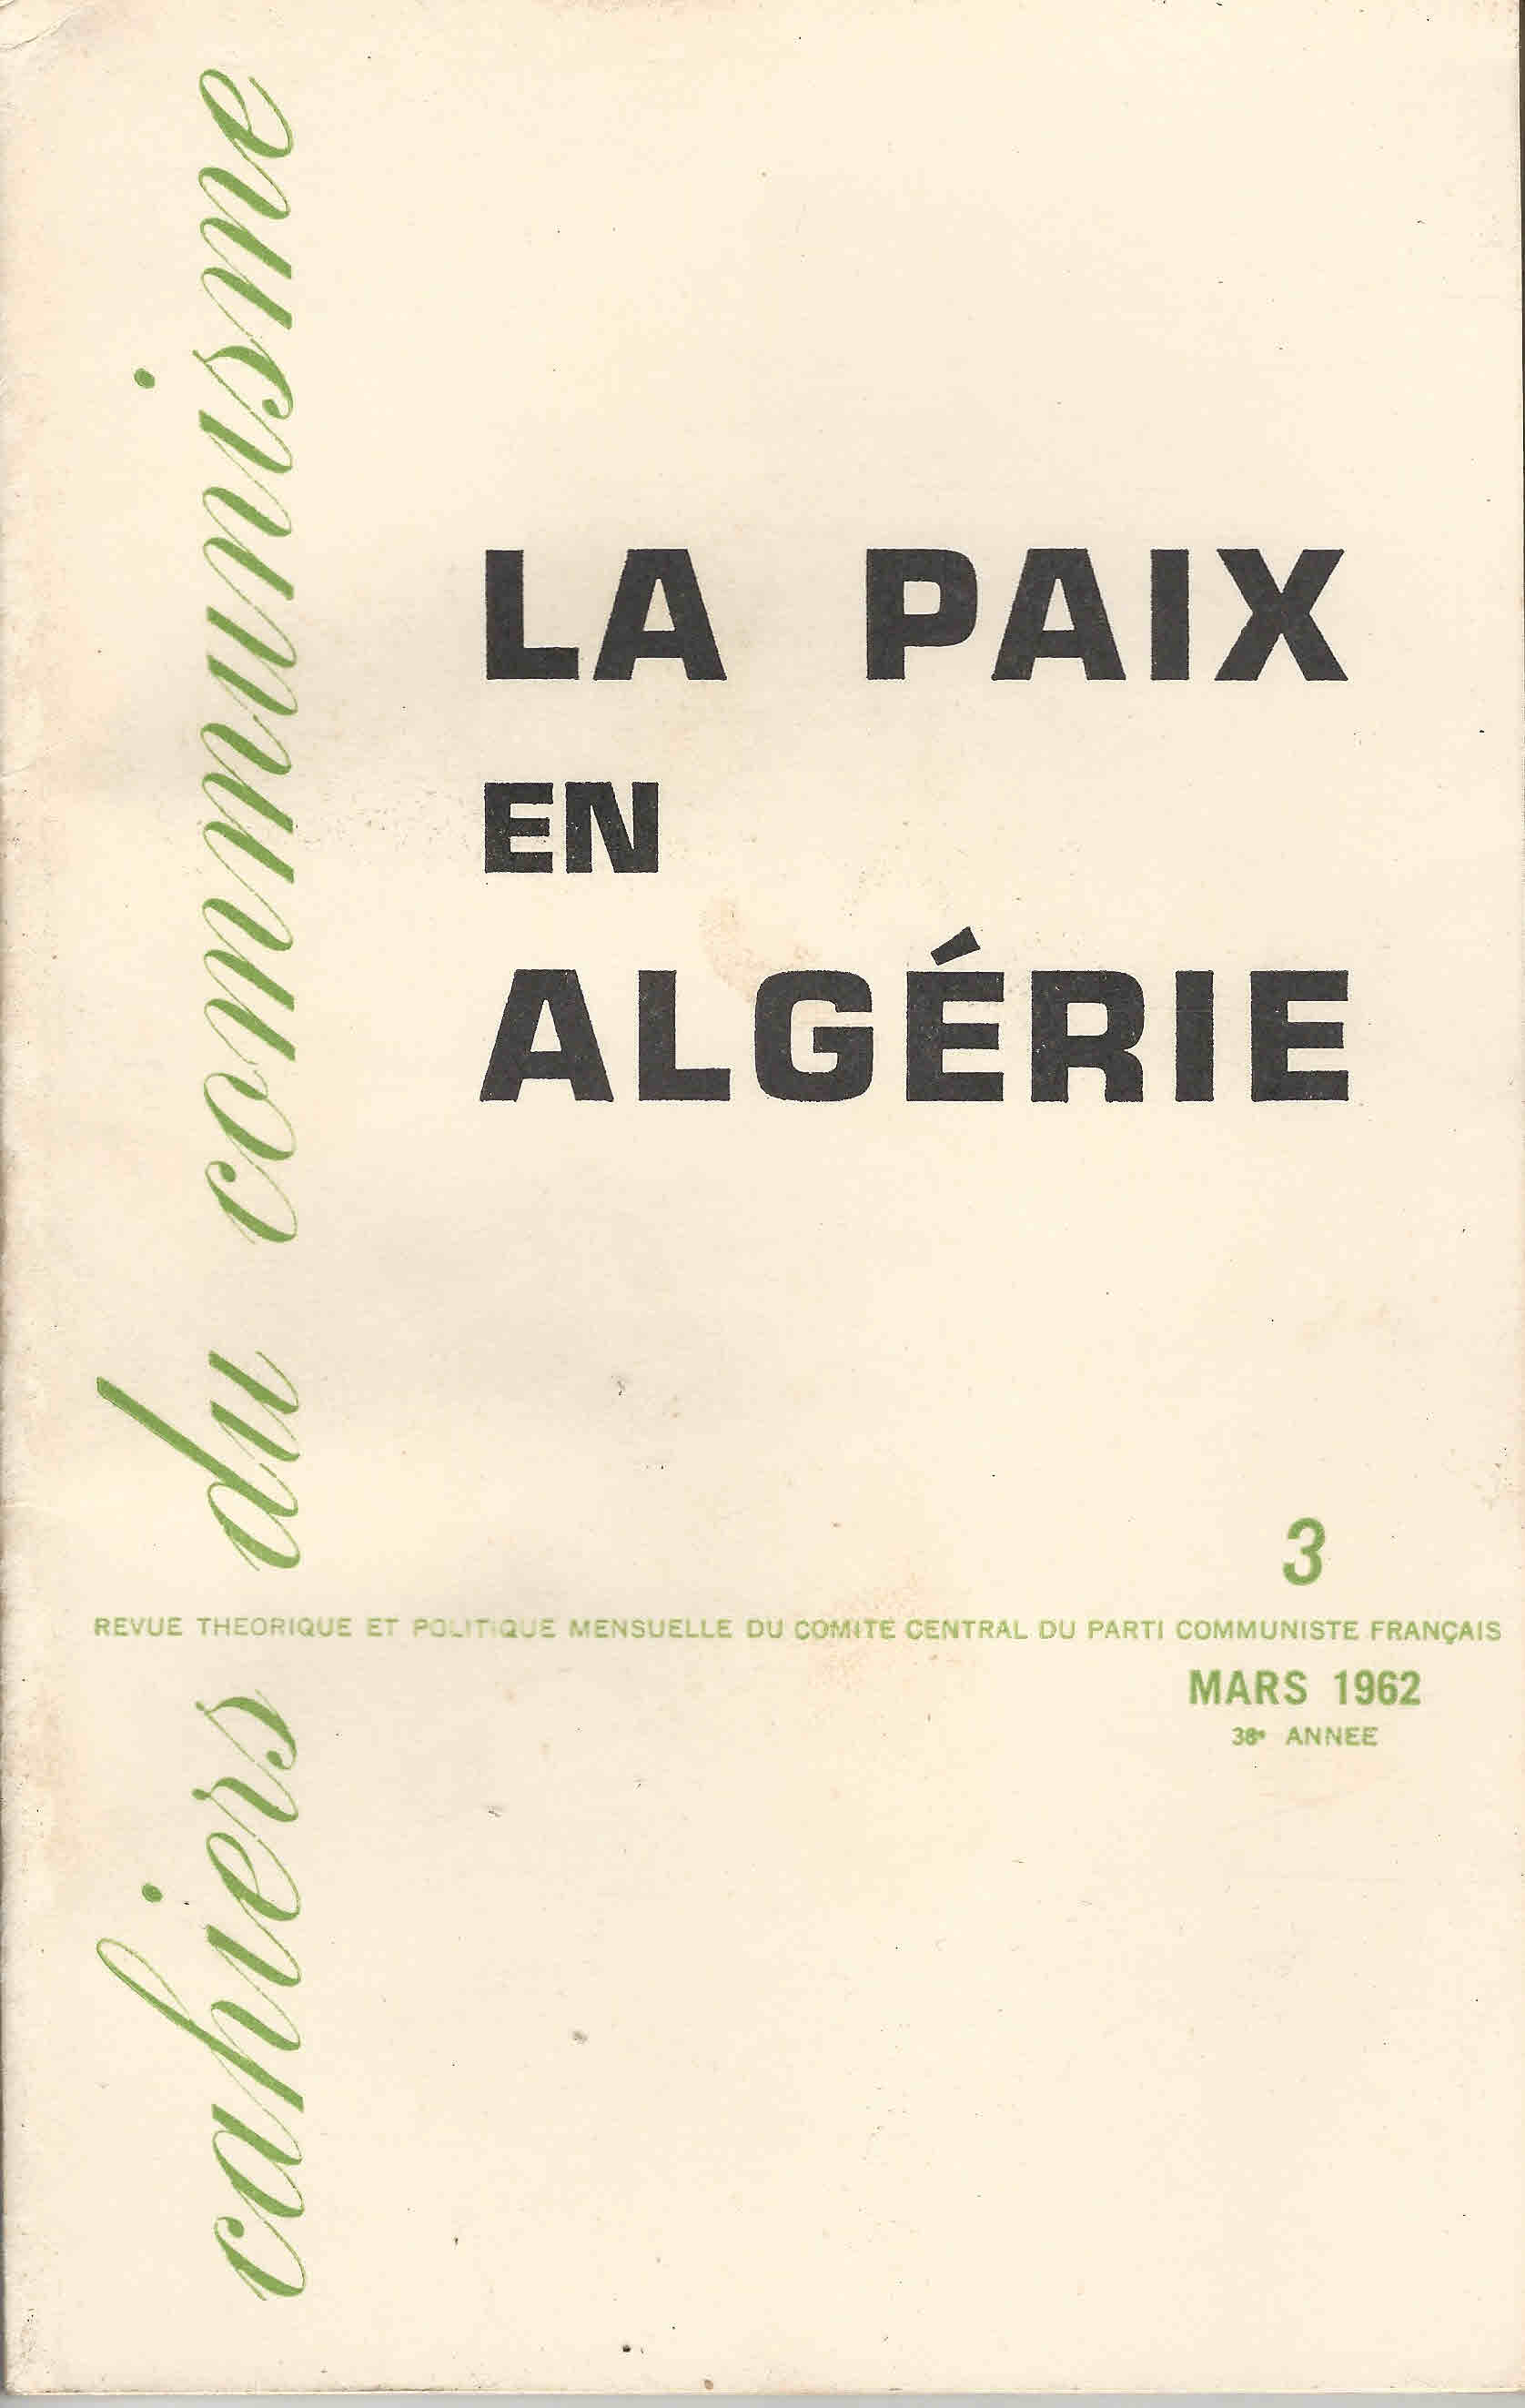 cahiers du communisme
LA PAIX
EN
ALGÉRIE
3
REVUE THEORIQUE ET POLITIQUE MENSUELLE DU COMITE CENTRAL DU PARTI COMMUNISTE FRANÇAIS
MARS 1962
38e ANNEE